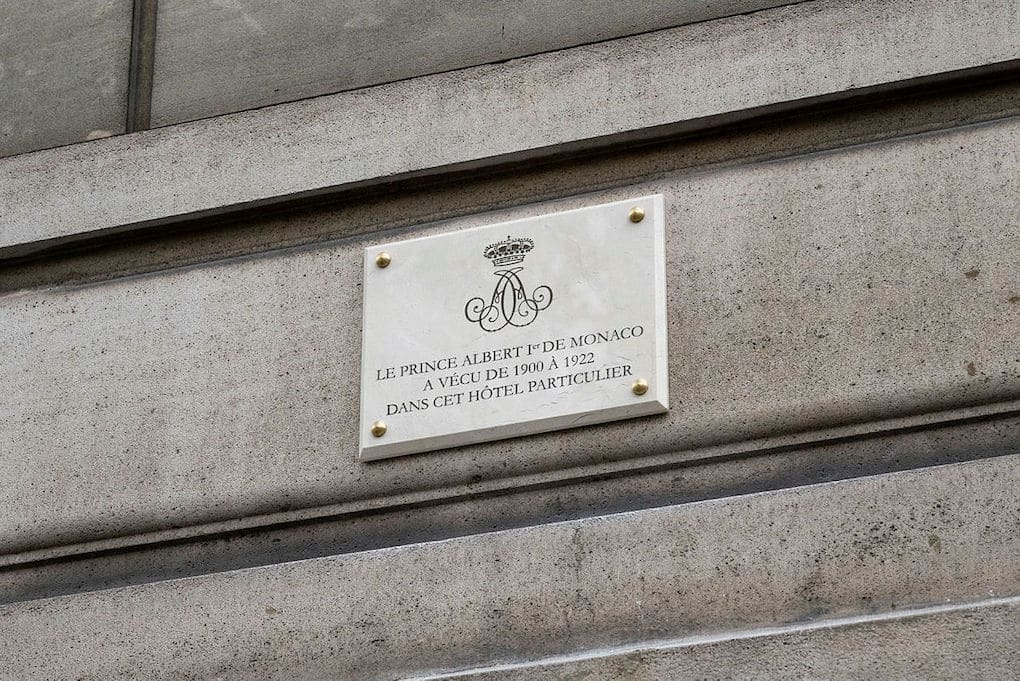 LE PRINCE ALBERT Iᵉʳ DE MONACO
A VÉCU DE 1900 À 1922
DANS CET HÔTEL PARTICULIER